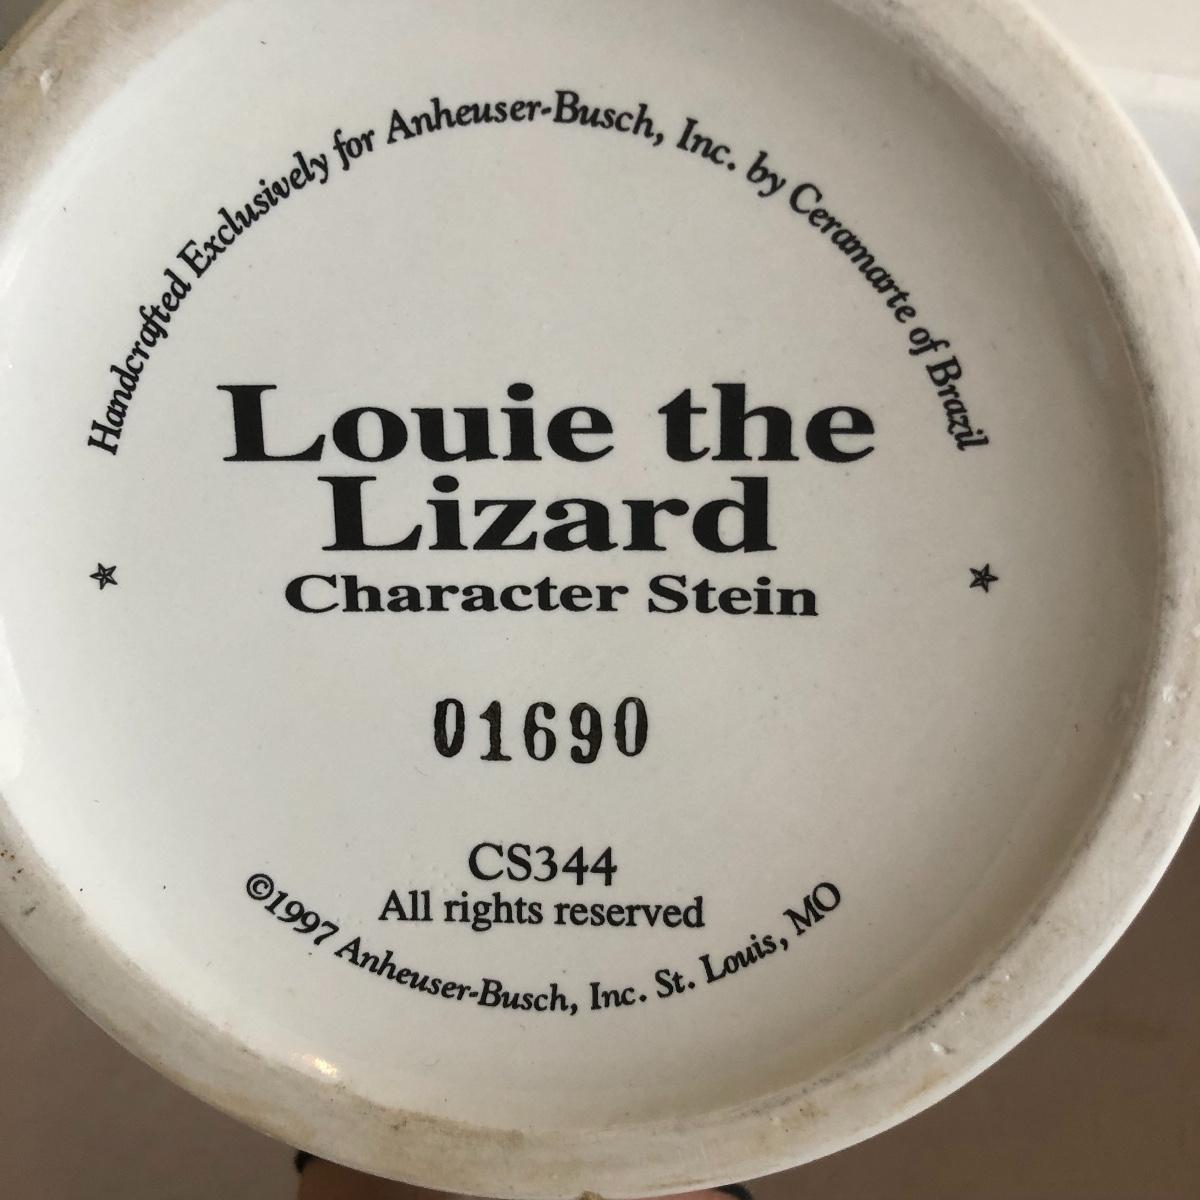 Handcrafted Exclusively for Anheuser-Busch, Inc. by Ceramarte of Brazil
Louie the
Lizard
Character Stein
01690
CS344
All rights reserved
©1997 Anheuser-Busch, Inc. St. Louis, MO